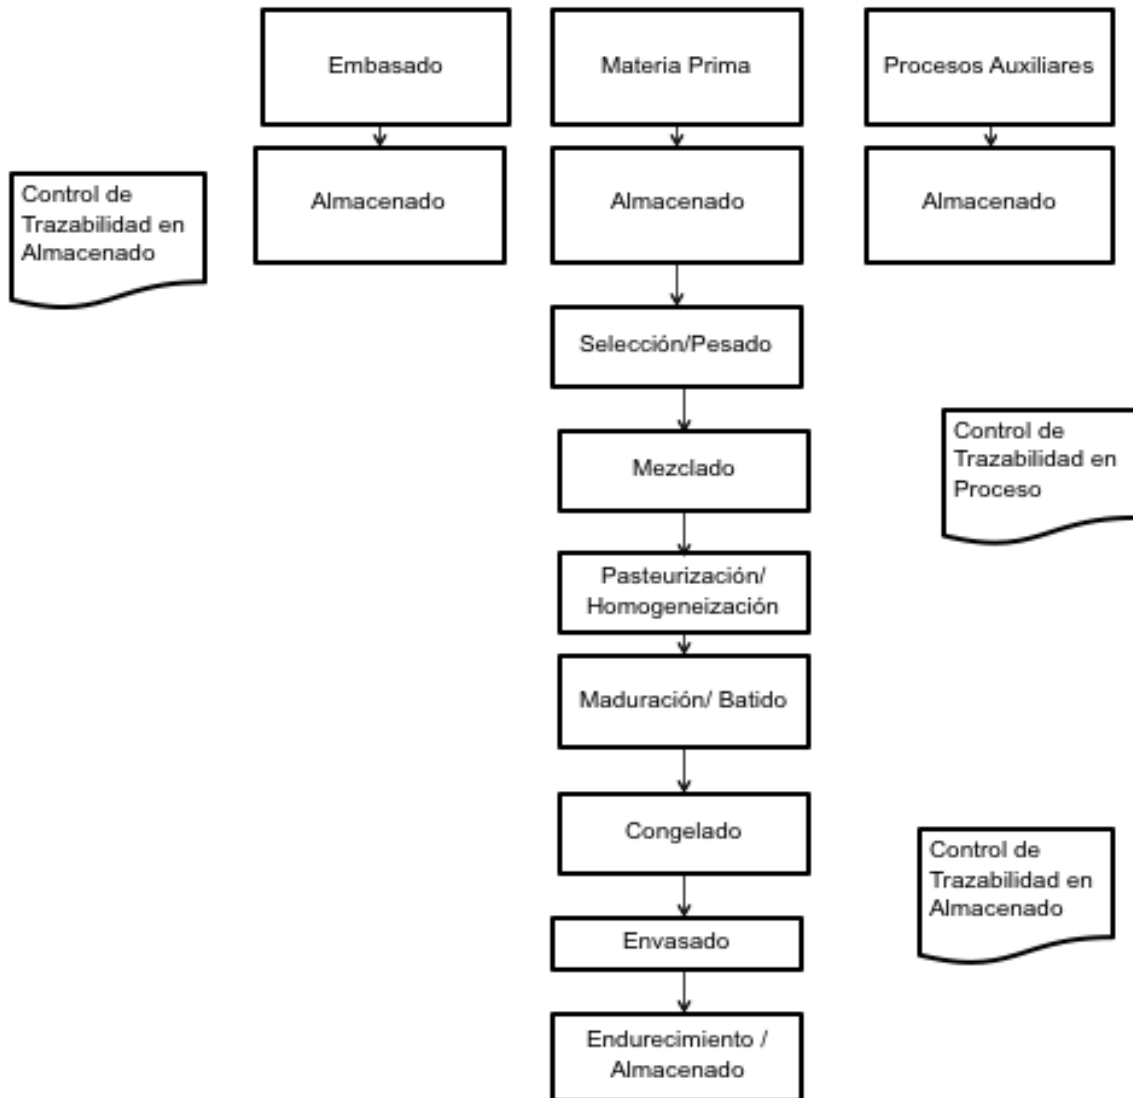 Embasado
Materia Prima
Procesos Auxiliares
Control de
Trazabilidad en
Almacenado
Almacenado
Almacenado
Almacenado
Selección/Pesado
Mezclado
Control de
Trazabilidad en
Proceso
Pasteurización/
Homogeneización
Maduración/ Batido
Congelado
Control de
Trazabilidad en
Almacenado
Envasado
Endurecimiento /
Almacenado